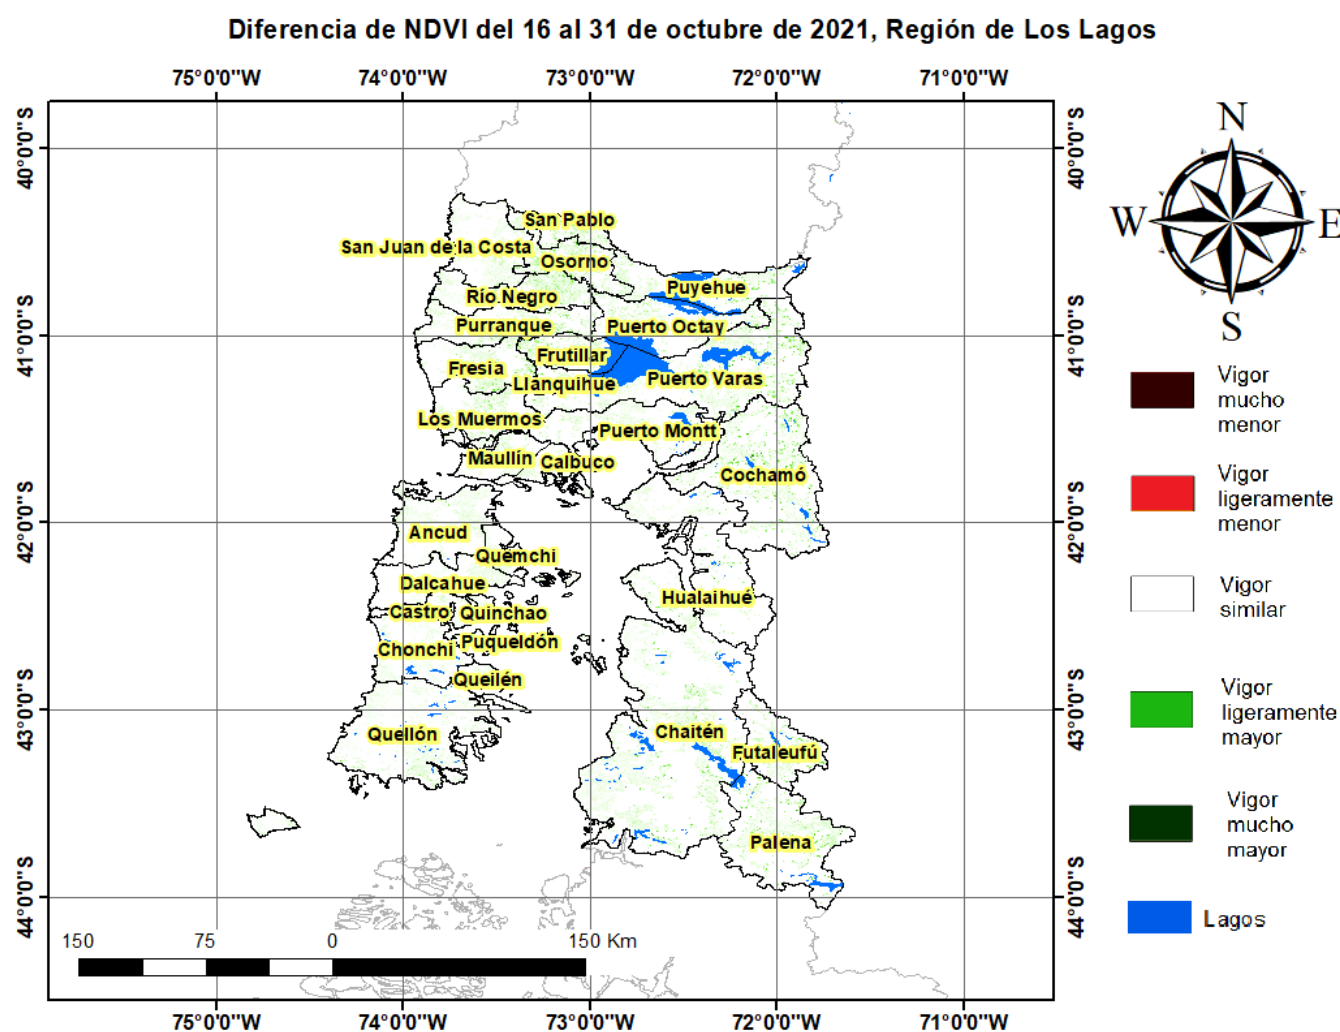 Diferencia de NDVI del 16 al 31 de octubre de 2021, Región de Los Lagos
75°0'0"W 74°0'0"W 73°0'0"W 72°0'0"W 71°0'0"W
40°0'0"S
40°0'0"S
41°0'0"S
41°0'0"S
42°0'0"S
42°0'0"S
43°0'0"S
43°0'0"S
44°0'0"S
44°0'0"S
San Pablo
San Juan de la Costa
Osorno
Puyehue
Río Negro
Purranque
Puerto Octay
Frutillar
Fresia
Llanquihue
Puerto Varas
Los Muermos
Puerto Montt
Maullín
Calbuco
Cochamó
Ancud
Quemchi
Dalcahue
Hualaihué
Castro
Quinchao
Chonchi
Puqueldón
Queilén
Quellón
Chaitén
Futaleufú
Palena
150 75 0 150 Km
75°0'0"W 74°0'0"W 73°0'0"W 72°0'0"W 71°0'0"W
N
W E
S
Vigor
mucho
menor
Vigor
ligeramente
menor
Vigor
similar
Vigor
ligeramente
mayor
Vigor
mucho
mayor
Lagos